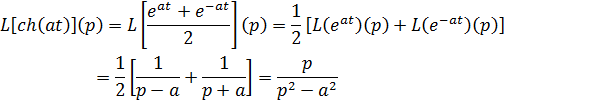 L[ch(at)](p) = L[(e^{at} + e^{-at})/2](p) = 1/2 [L(e^{at})(p) + L(e^{-at})(p)]
= 1/2 [1/(p - a) + 1/(p + a)] = p/(p^2 - a^2)